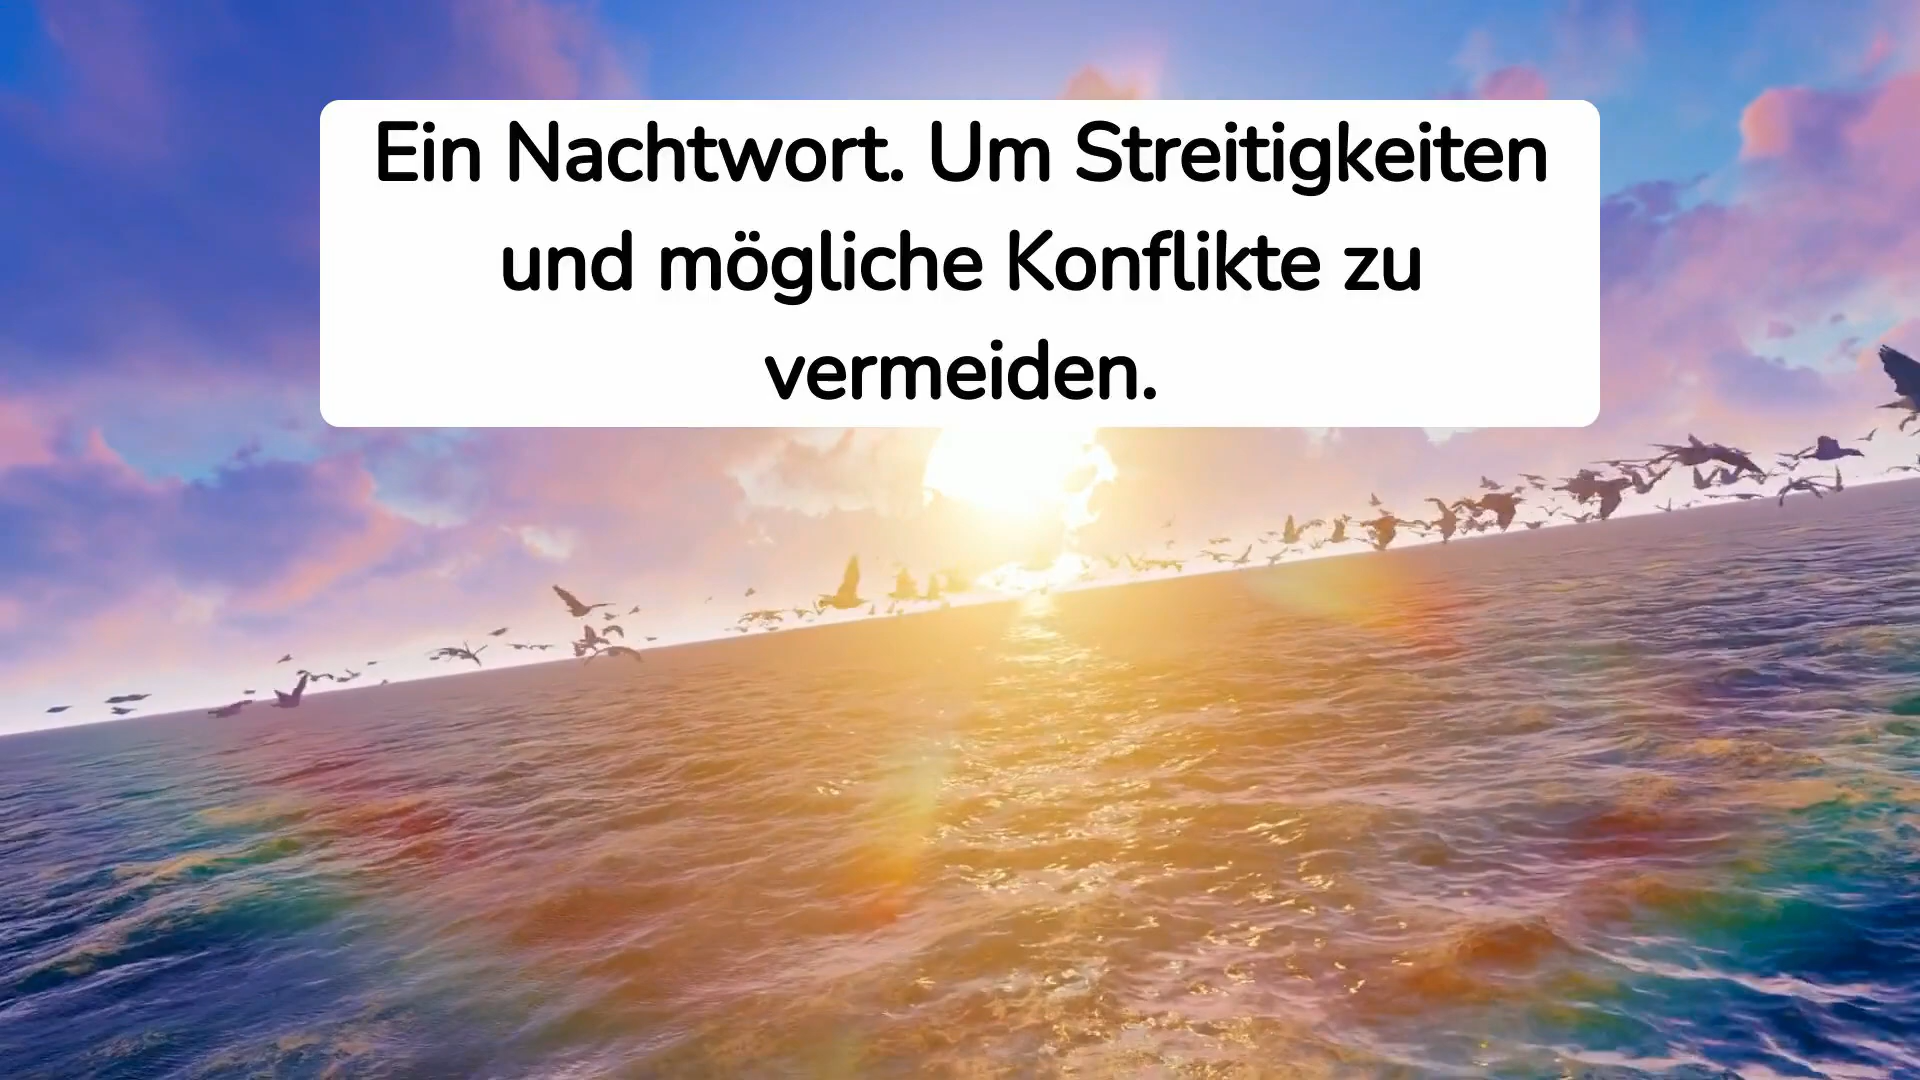 Ein Nachtwort. Um Streitigkeiten
und mögliche Konflikte zu
vermeiden.